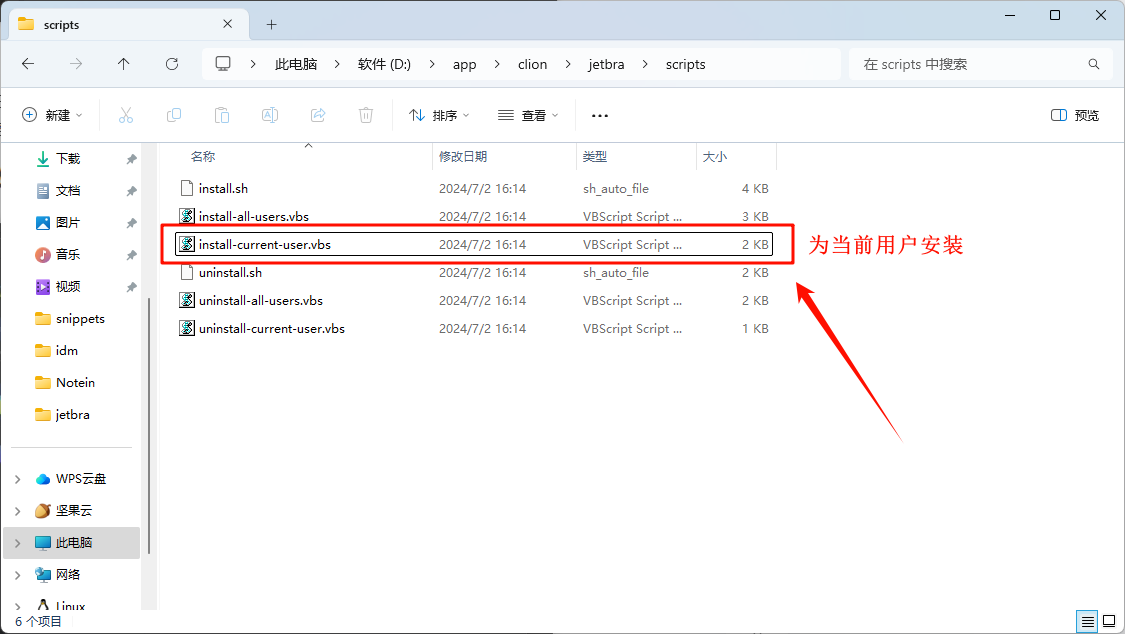 scripts
此电脑 软件 (D:) app clion jetbra scripts 在 scripts 中搜索
新建 排序 查看 预览
名称 修改日期 类型 大小
下载
文档
图片
音乐
视频
snippets
idm
Notein
jetbra
WPS云盘
坚果云
此电脑
网络
Linux
install.sh 2024/7/2 16:14 sh_auto_file 4 KB
install-all-users.vbs 2024/7/2 16:14 VBScript Script ... 3 KB
install-current-user.vbs 2024/7/2 16:14 VBScript Script ... 2 KB
为当前用户安装
uninstall.sh 2024/7/2 16:14 sh_auto_file 2 KB
uninstall-all-users.vbs 2024/7/2 16:14 VBScript Script ... 2 KB
uninstall-current-user.vbs 2024/7/2 16:14 VBScript Script ... 1 KB
6 个项目